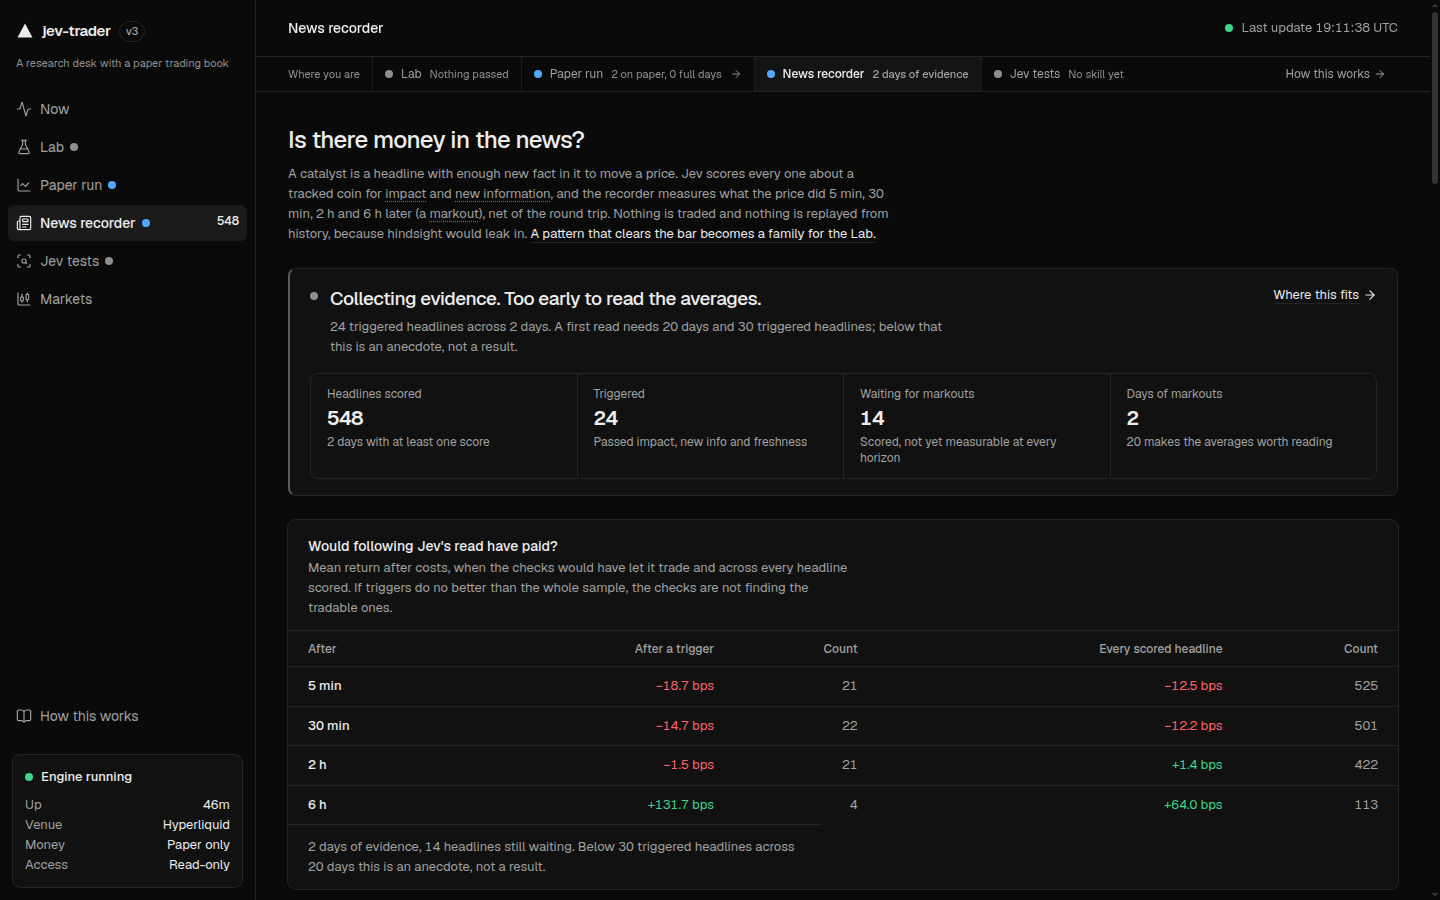 jev-trader v3
A research desk with a paper trading book
Now
Lab
Paper run
News recorder 548
Jev tests
Markets
How this works
Engine running
Up 46m
Venue Hyperliquid
Money Paper only
Access Read-only
News recorder
Last update 19:11:38 UTC
Where you are Lab Nothing passed Paper run 2 on paper, 0 full days → News recorder 2 days of evidence Jev tests No skill yet How this works →
Is there money in the news?
A catalyst is a headline with enough new fact in it to move a price. Jev scores every one about a
tracked coin for impact and new information, and the recorder measures what the price did 5 min, 30
min, 2 h and 6 h later (a markout), net of the round trip. Nothing is traded and nothing is replayed from
history, because hindsight would leak in. A pattern that clears the bar becomes a family for the Lab.
Collecting evidence. Too early to read the averages.
Where this fits →
24 triggered headlines across 2 days. A first read needs 20 days and 30 triggered headlines; below that
this is an anecdote, not a result.
Headlines scored
548
2 days with at least one score
Triggered
24
Passed impact, new info and freshness
Waiting for markouts
14
Scored, not yet measurable at every
horizon
Days of markouts
2
20 makes the averages worth reading
Would following Jev's read have paid?
Mean return after costs, when the checks would have let it trade and across every headline
scored. If triggers do no better than the whole sample, the checks are not finding the
tradable ones.
After After a trigger Count Every scored headline Count
5 min −18.7 bps 21 −12.5 bps 525
30 min −14.7 bps 22 −12.2 bps 501
2 h −1.5 bps 21 +1.4 bps 422
6 h +131.7 bps 4 +64.0 bps 113
2 days of evidence, 14 headlines still waiting. Below 30 triggered headlines across
20 days this is an anecdote, not a result.